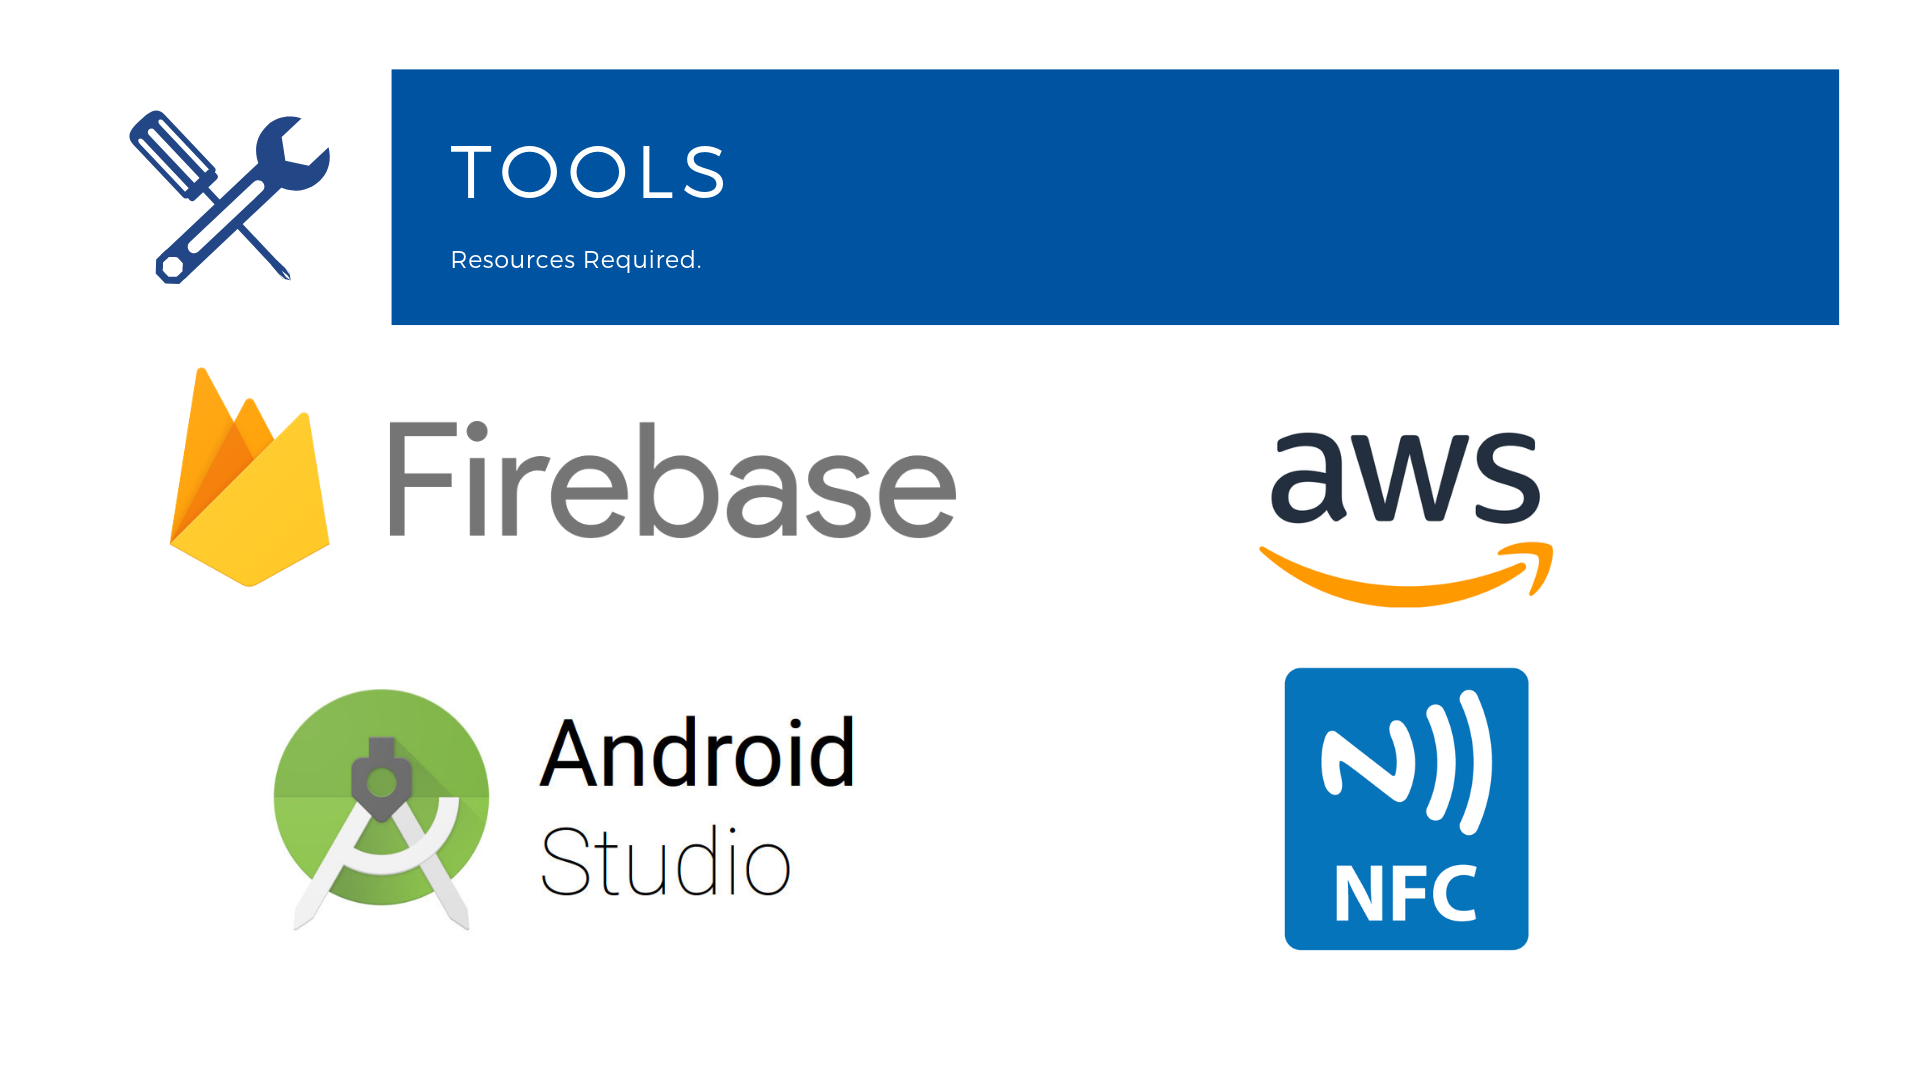 TOOLS
Resources Required.
Firebase
aws
Android
Studio
NFC